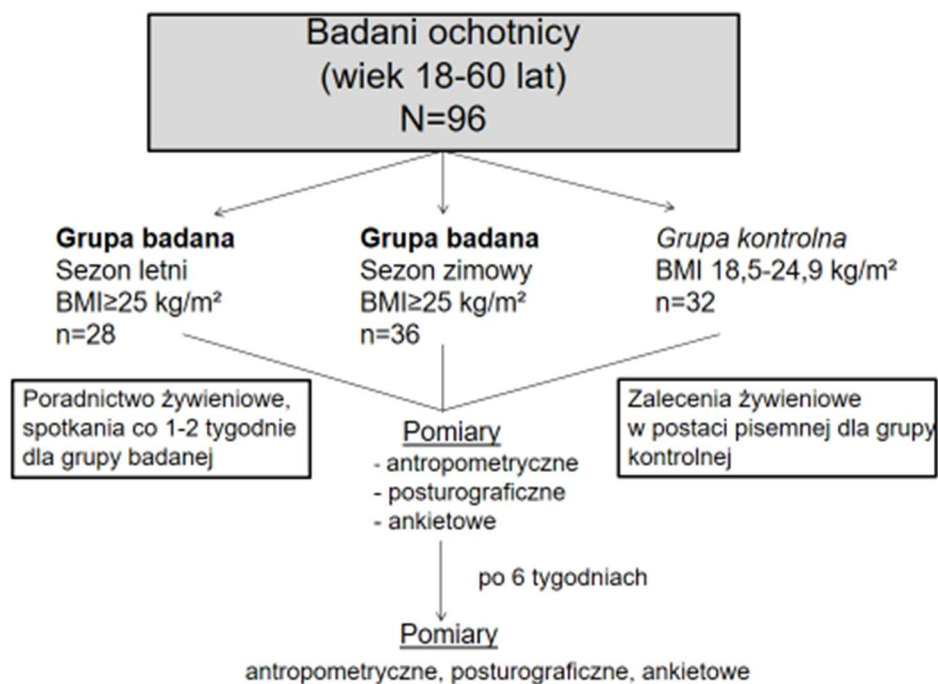 Badani ochotnicy
(wiek 18-60 lat)
N=96
Grupa badana
Sezon letni
BMI≥25 kg/m²
n=28
Grupa badana
Sezon zimowy
BMI≥25 kg/m²
n=36
Grupa kontrolna
BMI 18,5-24,9 kg/m²
n=32
Poradnictwo żywieniowe,
spotkania co 1-2 tygodnie
dla grupy badanej
Pomiary
- antropometryczne
- posturograficzne
- ankietowe
Zalecenia żywieniowe
w postaci pisemnej dla grupy
kontrolnej
po 6 tygodniach
Pomiary
antropometryczne, posturograficzne, ankietowe